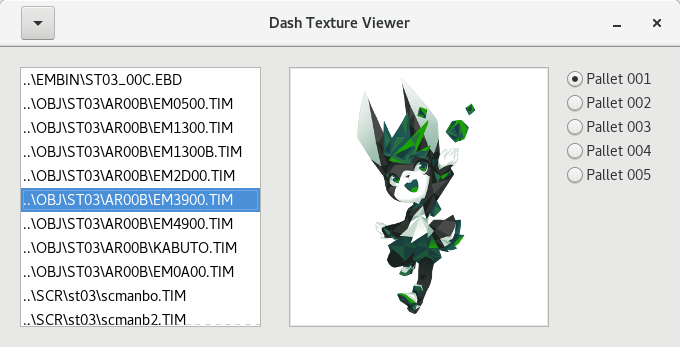 Dash Texture Viewer
..\EMBIN\ST03_00C.EBD
..\OBJ\ST03\AR00B\EM0500.TIM
..\OBJ\ST03\AR00B\EM1300.TIM
..\OBJ\ST03\AR00B\EM1300B.TIM
..\OBJ\ST03\AR00B\EM2D00.TIM
..\OBJ\ST03\AR00B\EM3900.TIM
..\OBJ\ST03\AR00B\EM4900.TIM
..\OBJ\ST03\AR00B\KABUTO.TIM
..\OBJ\ST03\AR00B\EM0A00.TIM
..\SCR\st03\scmanbo.TIM
..\SCR\st03\scmanb2.TIM
Pallet 001
Pallet 002
Pallet 003
Pallet 004
Pallet 005